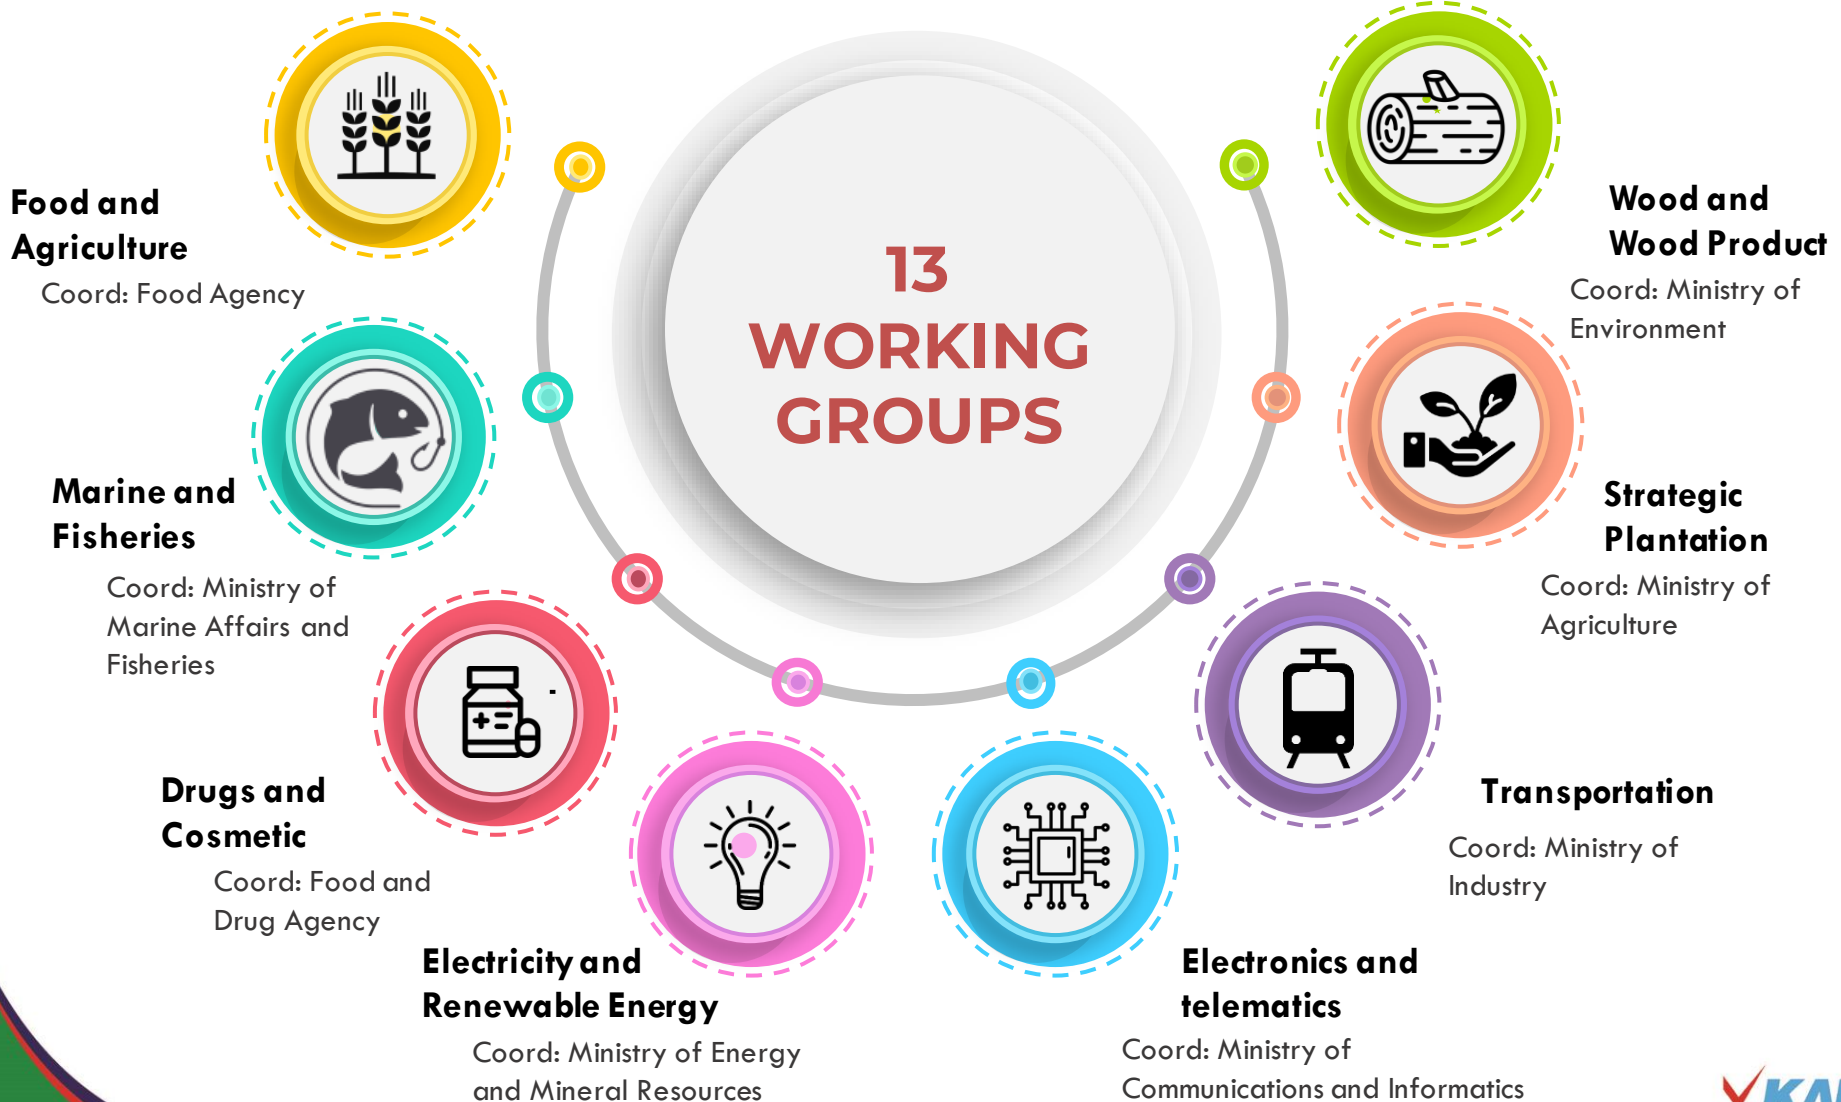 13
WORKING
GROUPS
Food and
Agriculture
Coord: Food Agency
Marine and
Fisheries
Coord: Ministry of
Marine Affairs and
Fisheries
Drugs and
Cosmetic
Coord: Food and
Drug Agency
Electricity and
Renewable Energy
Coord: Ministry of Energy
and Mineral Resources
Electronics and
telematics
Coord: Ministry of
Communications and Informatics
Transportation
Coord: Ministry of
Industry
Strategic
Plantation
Coord: Ministry of
Agriculture
Wood and
Wood Product
Coord: Ministry of
Environment